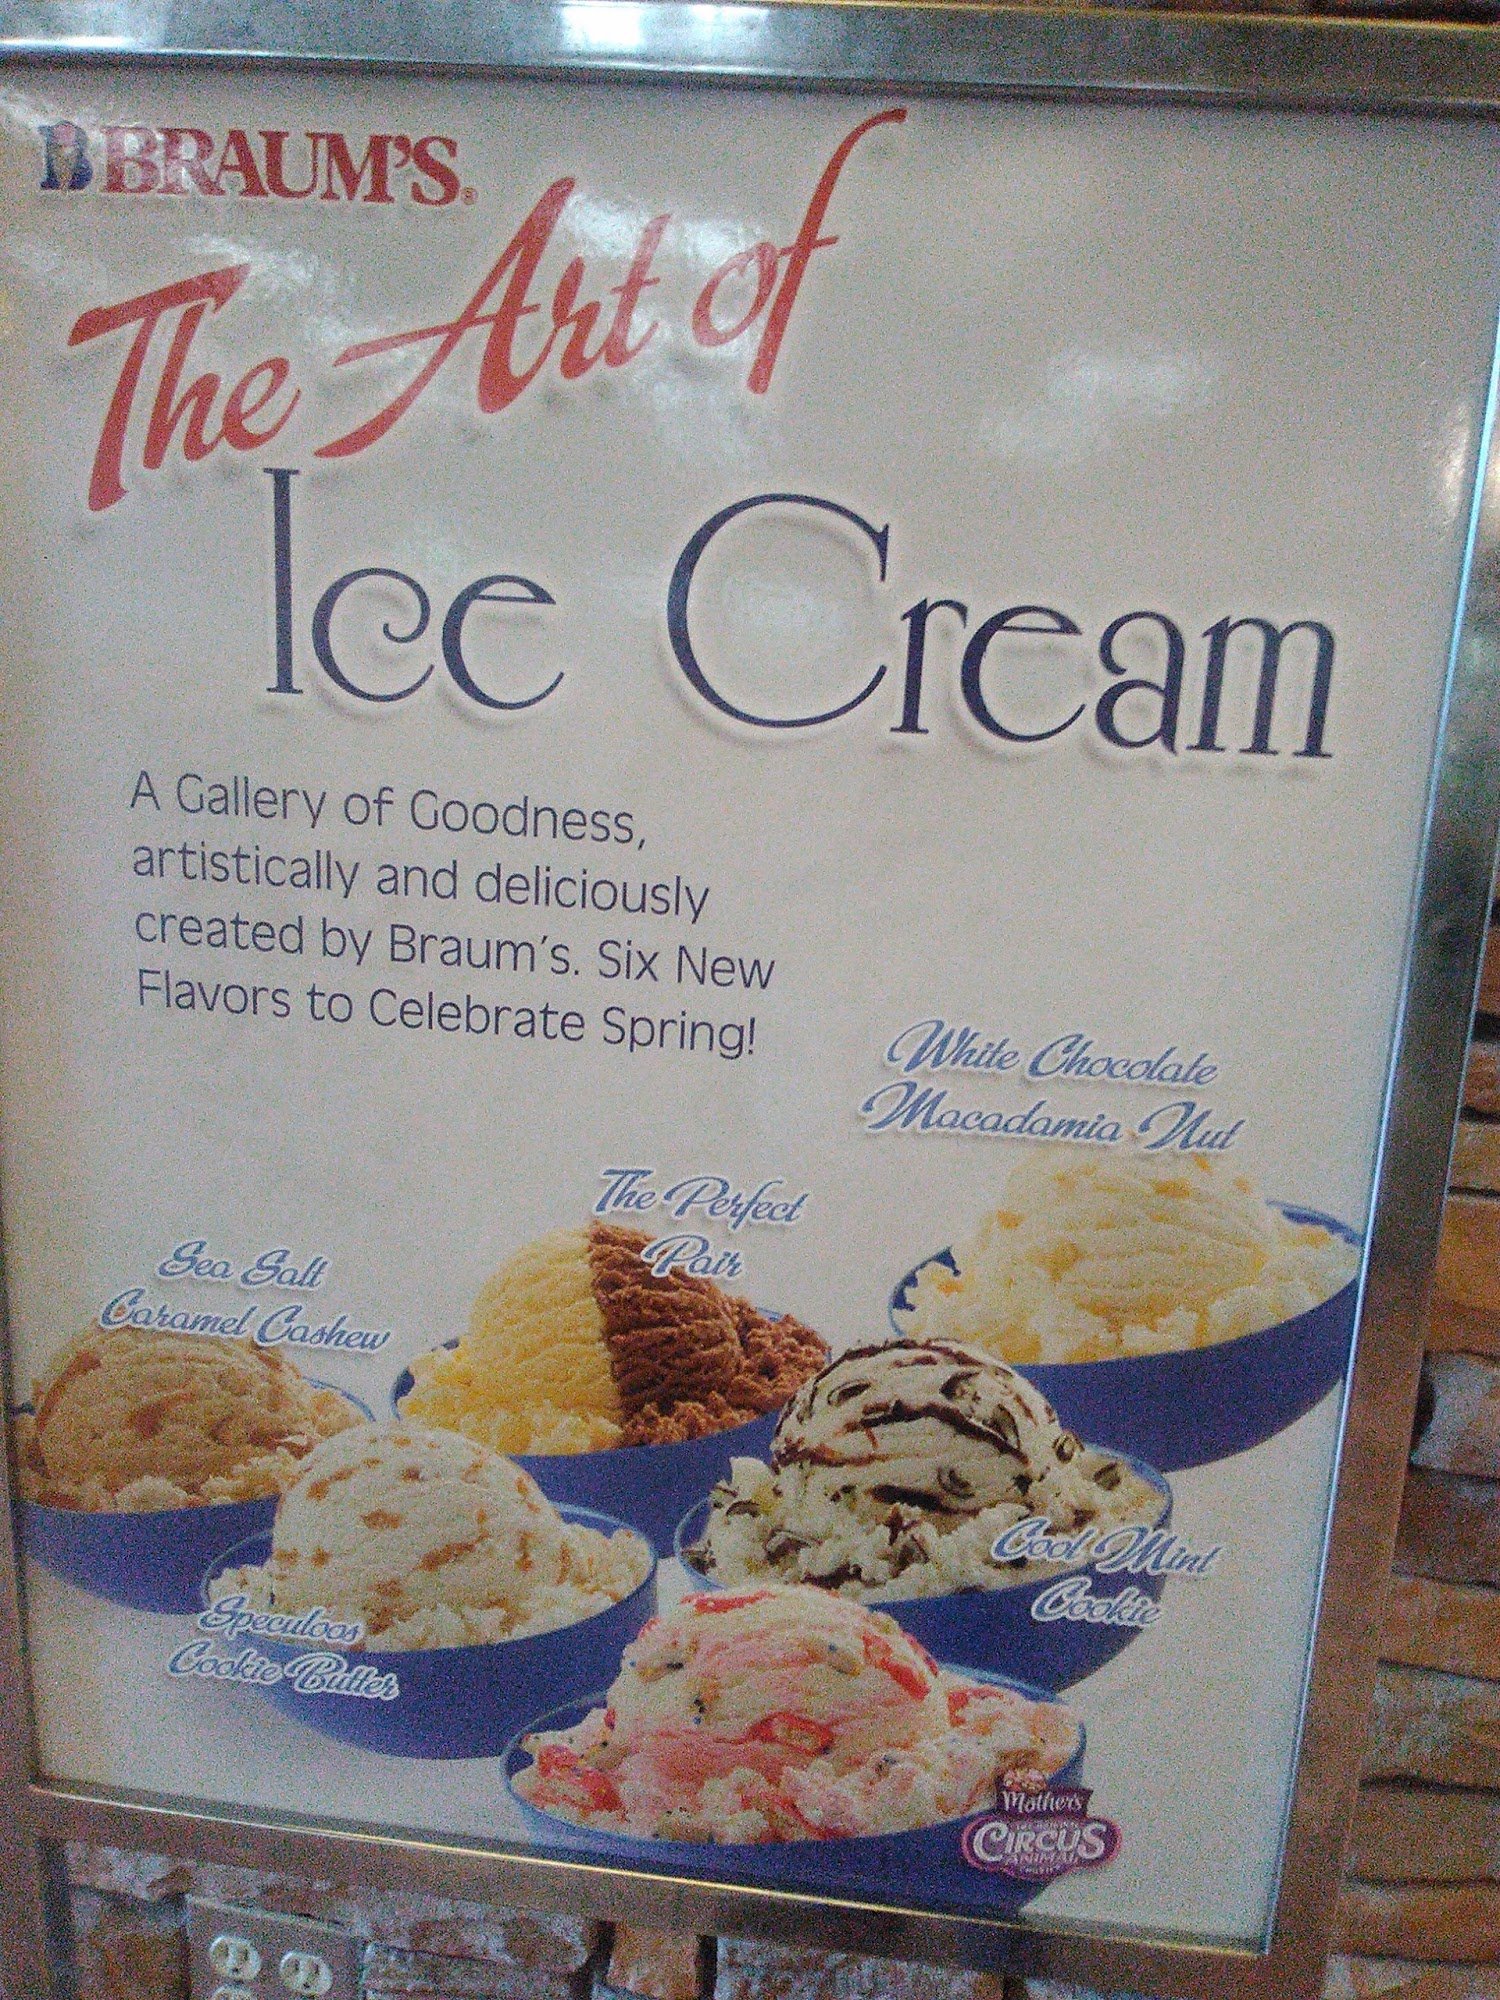 BRAUM'S®
The Art of
Ice Cream
A Gallery of Goodness,
artistically and deliciously
created by Braum's. Six New
Flavors to Celebrate Spring!
White Chocolate
Macadamia Nut
The Perfect
Pair
Sea Salt
Caramel Cashew
Cool Mint
Cookie
Speculoos
Cookie Butter
Mother's
CIRCUS
ANIMAL